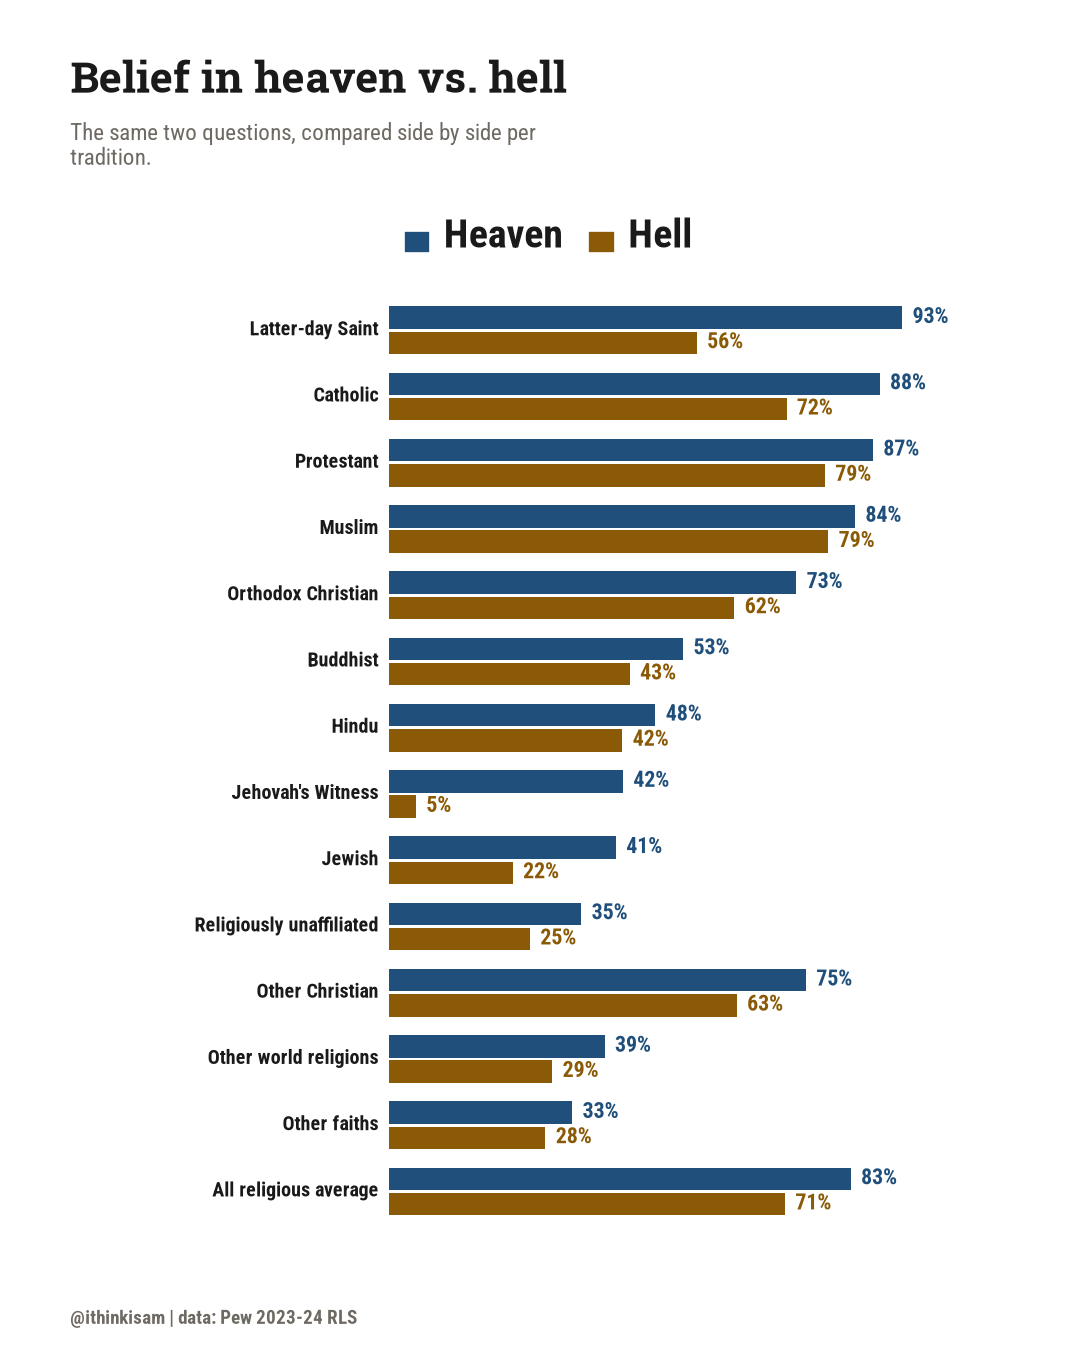 Belief in heaven vs. hell
The same two questions, compared side by side per
tradition.
Heaven Hell
Latter-day Saint 93%
56%
Catholic 88%
72%
Protestant 87%
79%
Muslim 84%
79%
Orthodox Christian 73%
62%
Buddhist 53%
43%
Hindu 48%
42%
Jehovah's Witness 42%
5%
Jewish 41%
22%
Religiously unaffiliated 35%
25%
Other Christian 75%
63%
Other world religions 39%
29%
Other faiths 33%
28%
All religious average 83%
71%
@ithinkisam | data: Pew 2023-24 RLS